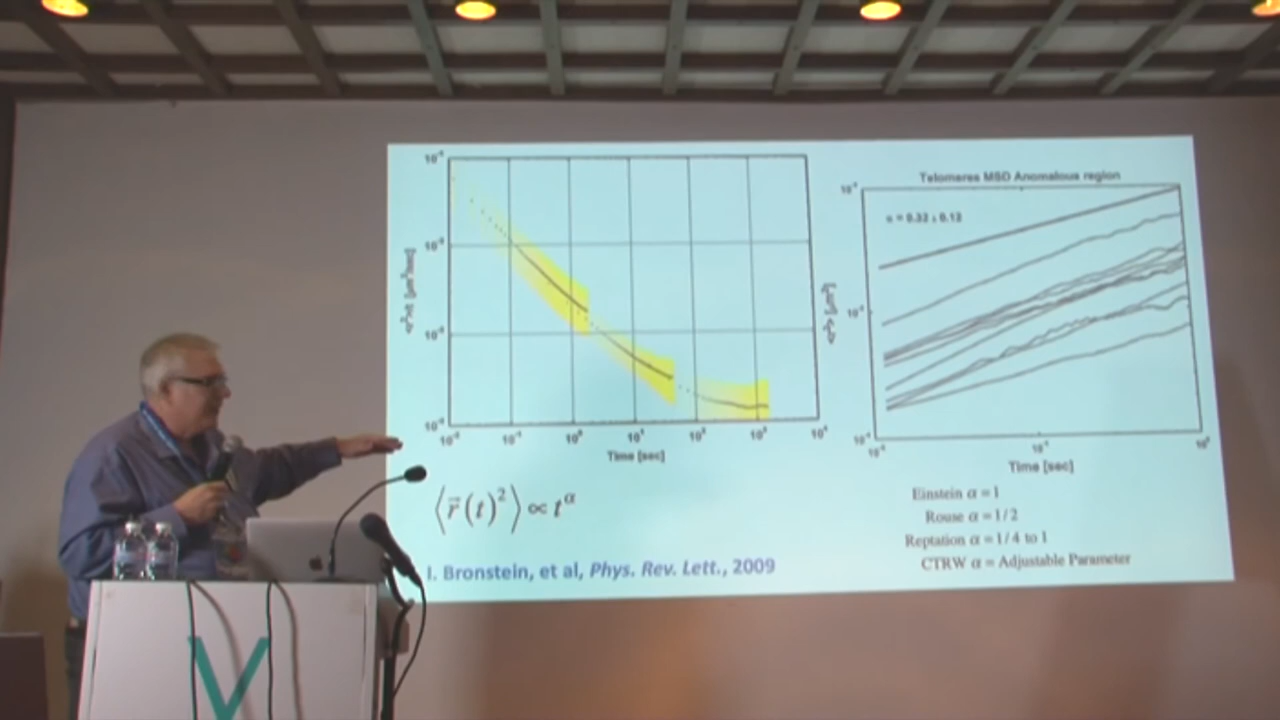 Telomeres MSD Anomalous region
α = 0.32 ± 0.12
Time [sec]
Time [sec]
⟨r⃗(t)²⟩ ∝ t^α
Einstein α = 1
Rouse α = 1/2
Reptation α = 1/4 to 1
CTRW α = Adjustable Parameter
I. Bronstein, et al, Phys. Rev. Lett., 2009
V